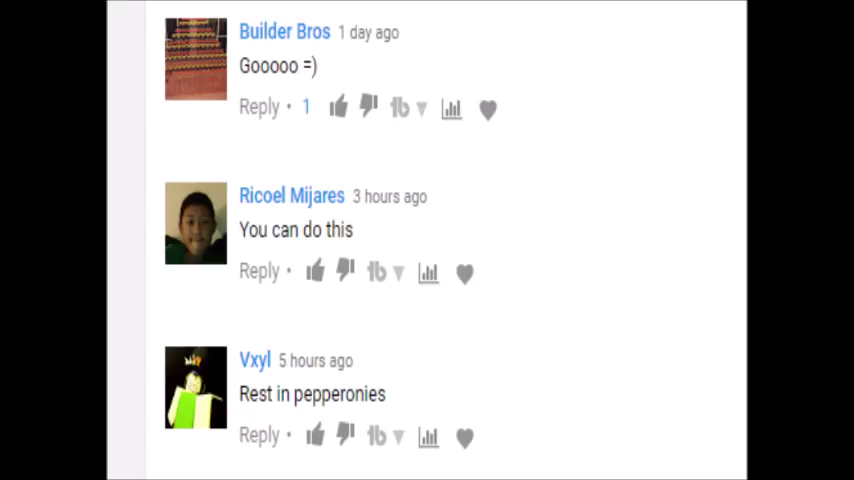 Builder Bros 1 day ago
Gooooo =)
Reply • 1
Ricoel Mijares 3 hours ago
You can do this
Reply •
Vxyl 5 hours ago
Rest in pepperonies
Reply •